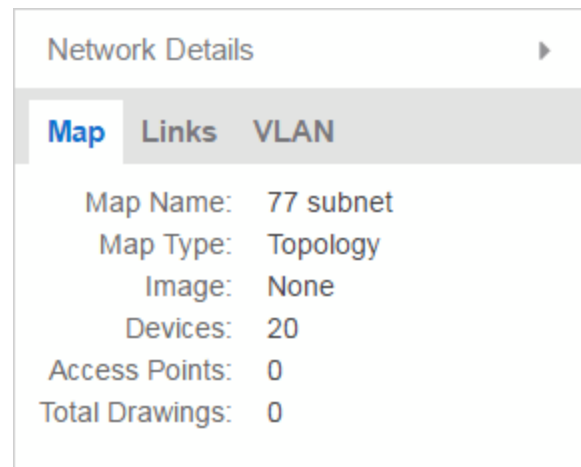 Network Details
Map Links VLAN
Map Name: 77 subnet
Map Type: Topology
Image: None
Devices: 20
Access Points: 0
Total Drawings: 0